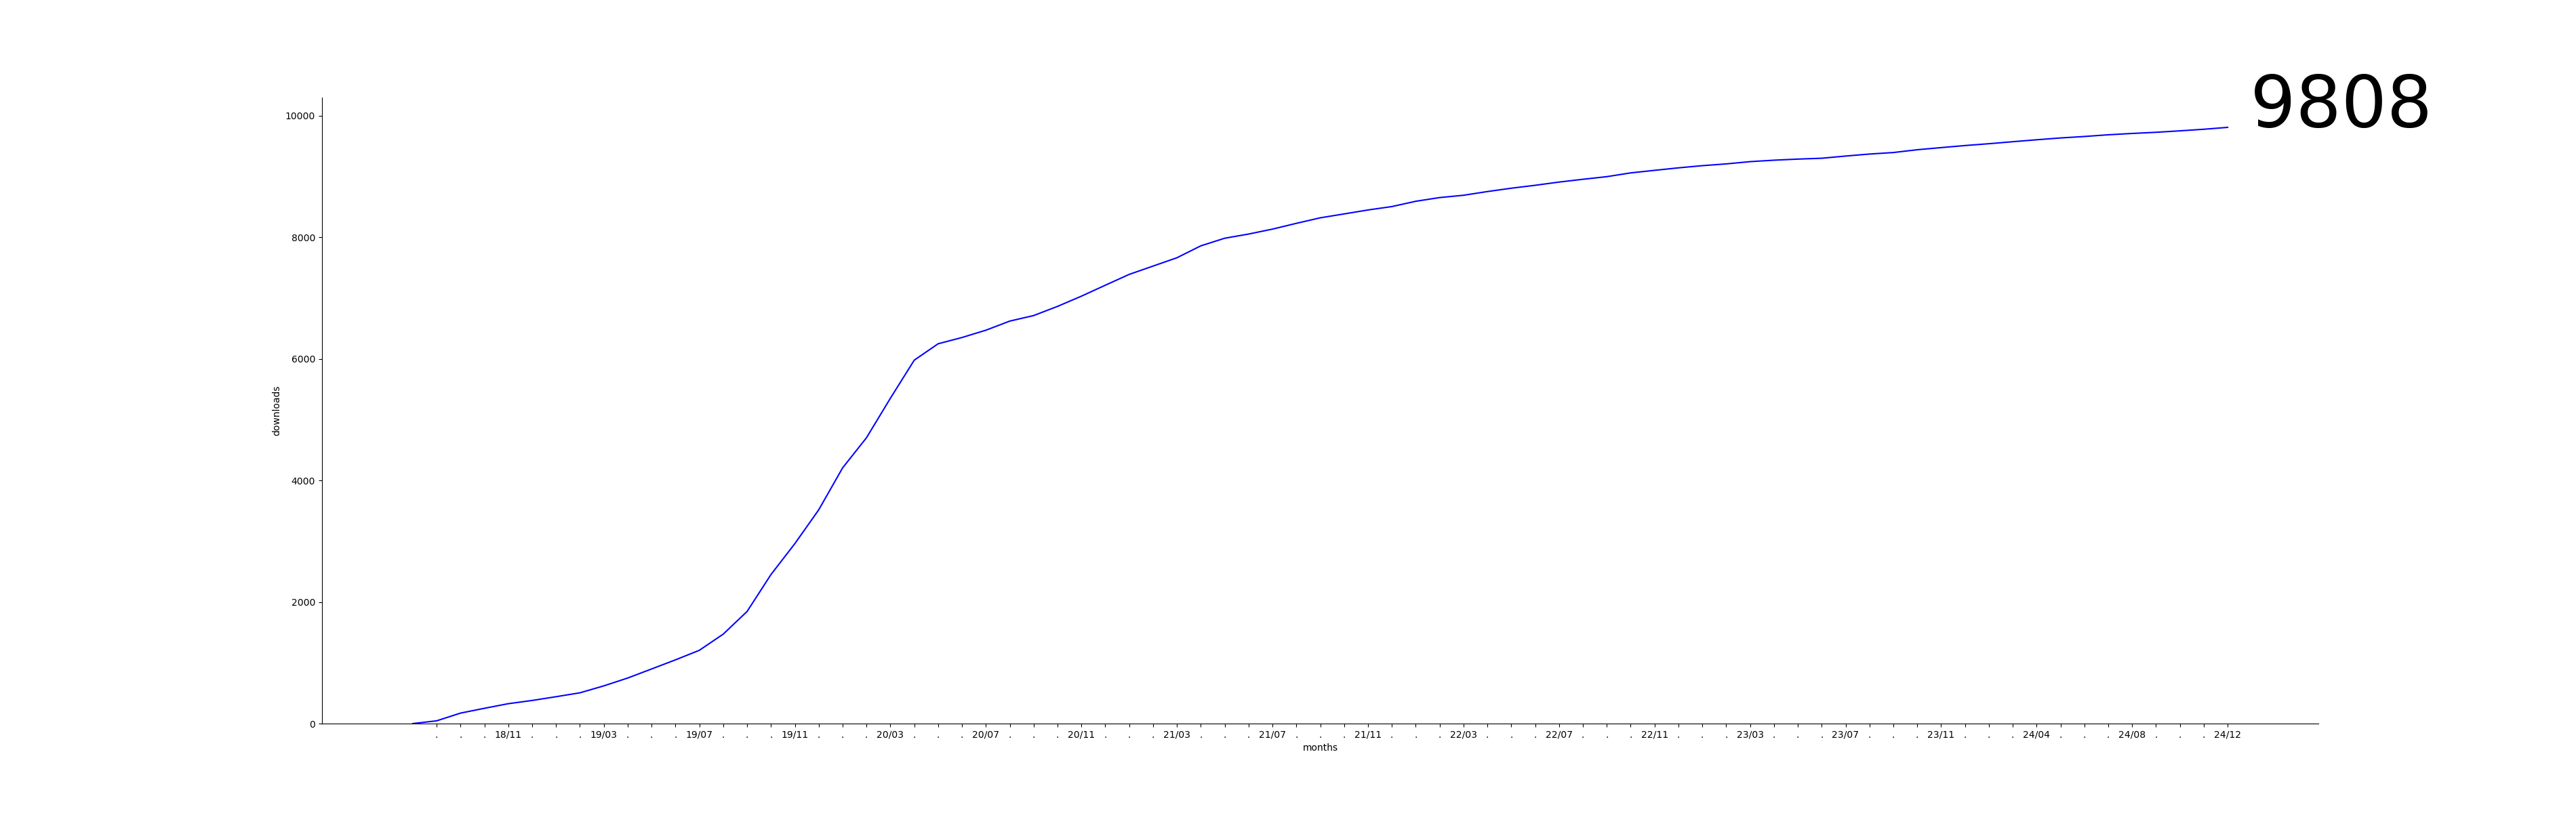 9808
10000
8000
6000
4000
2000
0
downloads
. . . 18/11 . . . 19/03 . . . 19/07 . . . 19/11 . . . 20/03 . . . 20/07 . . . 20/11 . . . 21/03 . . . 21/07 . . . 21/11 . . . 22/03 . . . 22/07 . . . 22/11 . . . 23/03 . . . 23/07 . . . 23/11 . . . 24/04 . . . 24/08 . . . 24/12
months